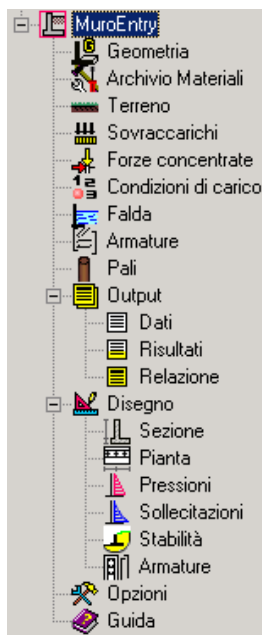 MuroEntry
Geometria
Archivio Materiali
Terreno
Sovraccarichi
Forze concentrate
Condizioni di carico
Falda
Armature
Pali
Output
Dati
Risultati
Relazione
Disegno
Sezione
Pianta
Pressioni
Sollecitazioni
Stabilità
Armature
Opzioni
Guida